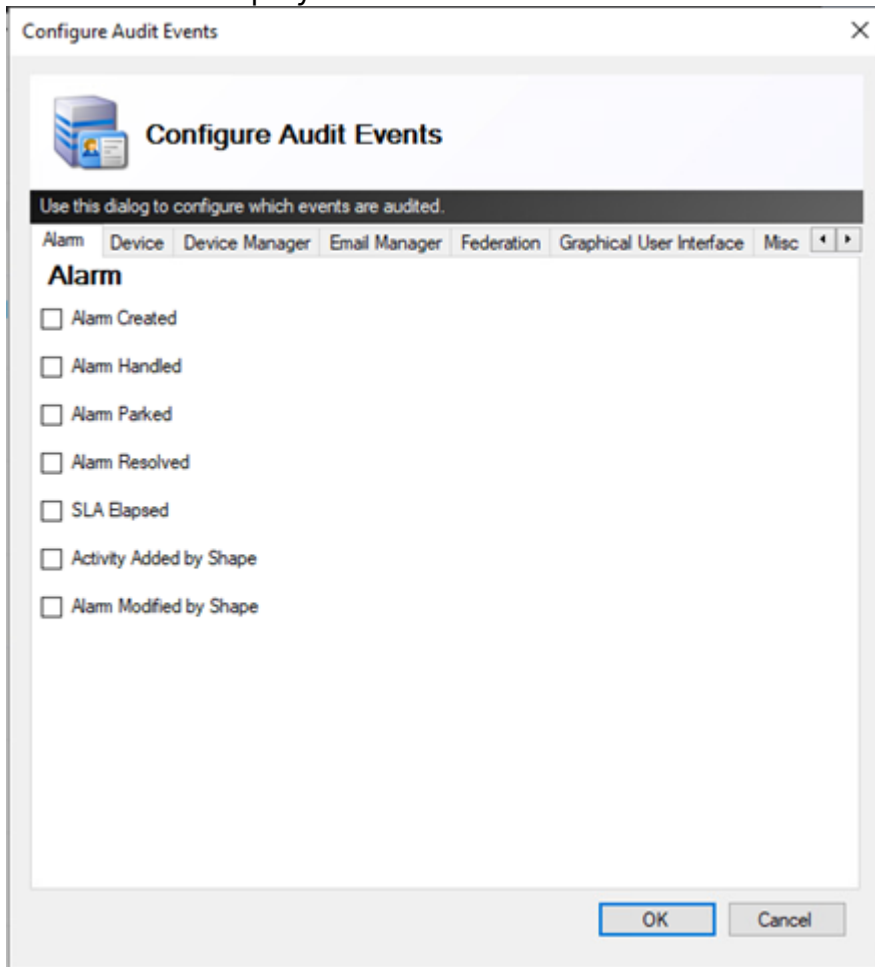 Configure Audit Events
Configure Audit Events
Use this dialog to configure which events are audited.
Alarm Device Device Manager Email Manager Federation Graphical User Interface Misc
Alarm
Alarm Created
Alarm Handled
Alarm Parked
Alarm Resolved
SLA Elapsed
Activity Added by Shape
Alarm Modified by Shape
OK Cancel